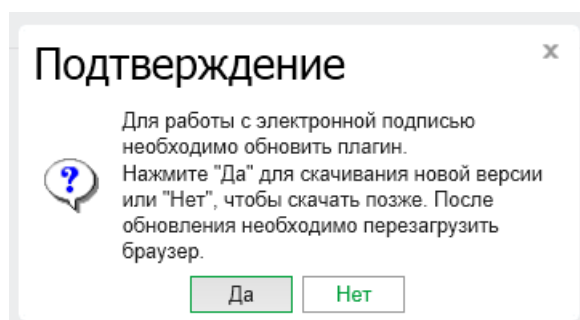 Подтверждение
x
Для работы с электронной подписью
необходимо обновить плагин.
Нажмите "Да" для скачивания новой версии
или "Нет", чтобы скачать позже. После
обновления необходимо перезагрузить
браузер.
Да Нет